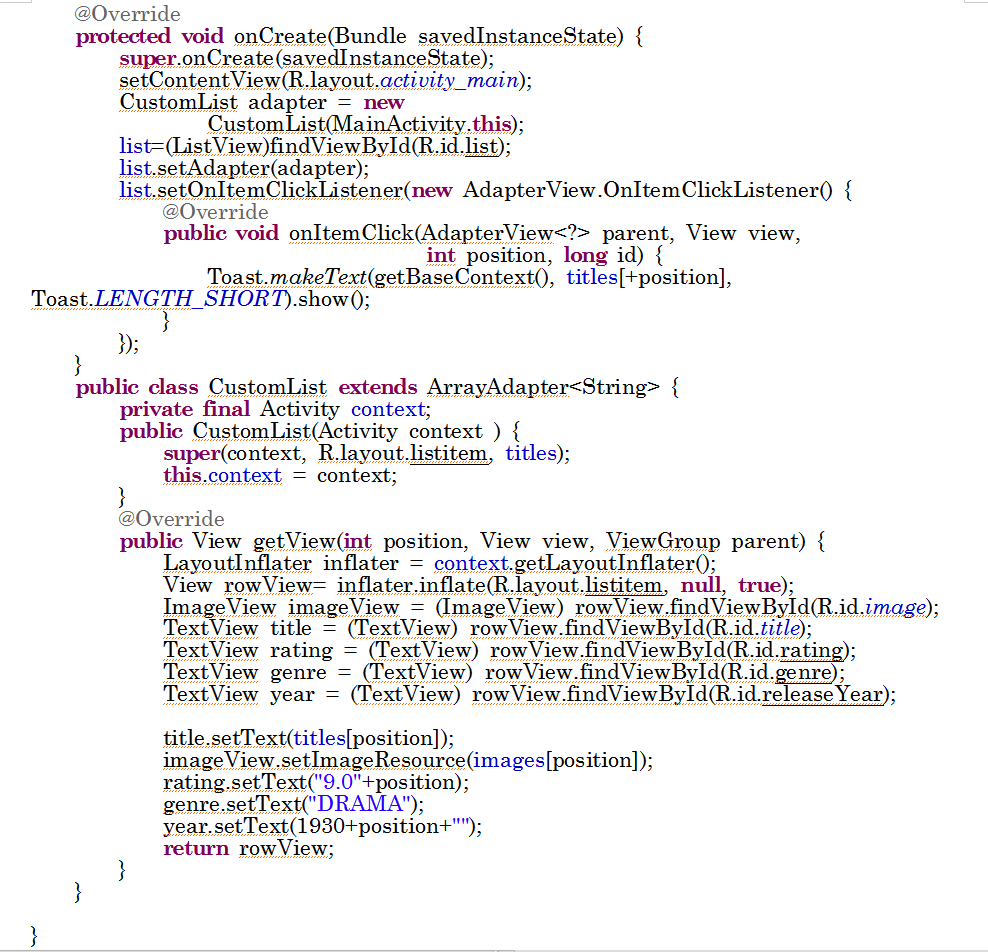 @Override
protected void onCreate(Bundle savedInstanceState) {
super.onCreate(savedInstanceState);
setContentView(R.layout.activity_main);
CustomList adapter = new
CustomList(MainActivity.this);
list=(ListView)findViewById(R.id.list);
list.setAdapter(adapter);
list.setOnItemClickListener(new AdapterView.OnItemClickListener() {
@Override
public void onItemClick(AdapterView<?> parent, View view,
int position, long id) {
Toast.makeText(getBaseContext(), titles[+position],
Toast.LENGTH_SHORT).show();
}
});
}
public class CustomList extends ArrayAdapter<String> {
private final Activity context;
public CustomList(Activity context ) {
super(context, R.layout.listitem, titles);
this.context = context;
}
@Override
public View getView(int position, View view, ViewGroup parent) {
LayoutInflater inflater = context.getLayoutInflater();
View rowView= inflater.inflate(R.layout.listitem, null, true);
ImageView imageView = (ImageView) rowView.findViewById(R.id.image);
TextView title = (TextView) rowView.findViewById(R.id.title);
TextView rating = (TextView) rowView.findViewById(R.id.rating);
TextView genre = (TextView) rowView.findViewById(R.id.genre);
TextView year = (TextView) rowView.findViewById(R.id.releaseYear);
title.setText(titles[position]);
imageView.setImageResource(images[position]);
rating.setText("9.0"+position);
genre.setText("DRAMA");
year.setText(1930+position+"");
return rowView;
}
}
}